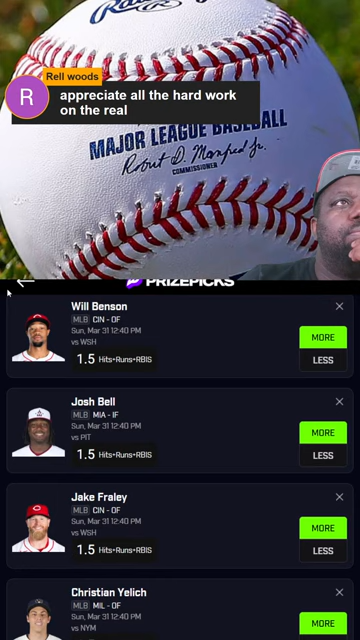 Rawlings
R
Rell woods
appreciate all the hard work
on the real
MAJOR LEAGUE BASEBALL
Robert D. Manfred Jr.
COMMISSIONER
PRIZEPICKS
Will Benson
MLB CIN - OF
Sun, Mar 31 12:40 PM
vs WSH
1.5 Hits+Runs+RBIS
MORE
LESS
Josh Bell
MLB MIA - IF
Sun, Mar 31 12:40 PM
vs PIT
1.5 Hits+Runs+RBIS
MORE
LESS
Jake Fraley
MLB CIN - OF
Sun, Mar 31 12:40 PM
vs WSH
1.5 Hits+Runs+RBIS
MORE
LESS
Christian Yelich
MLB MIL - OF
Sun, Mar 31 12:40 PM
vs NYM
MORE